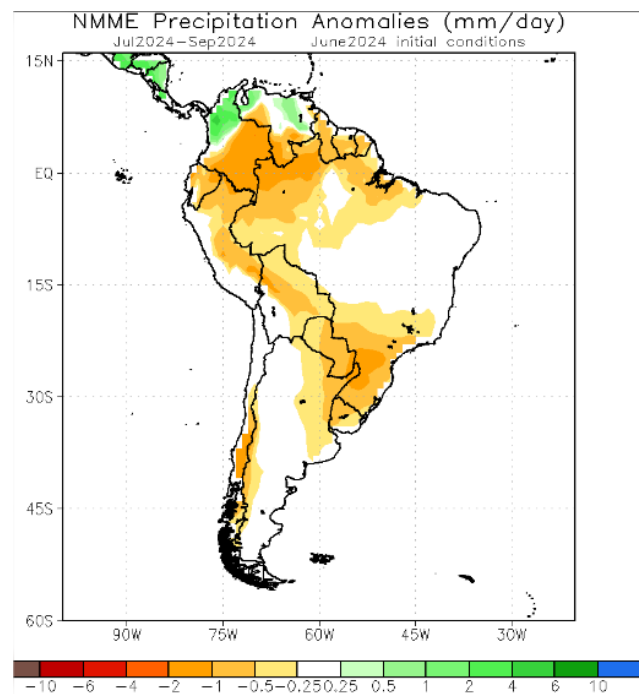 NMME Precipitation Anomalies (mm/day)
Jul2024-Sep2024 June2024 initial conditions
15N
EQ
15S
30S
45S
60S
90W 75W 60W 45W 30W
-10 -6 -4 -2 -1 -0.5 -0.25 0.25 0.5 1 2 4 6 10